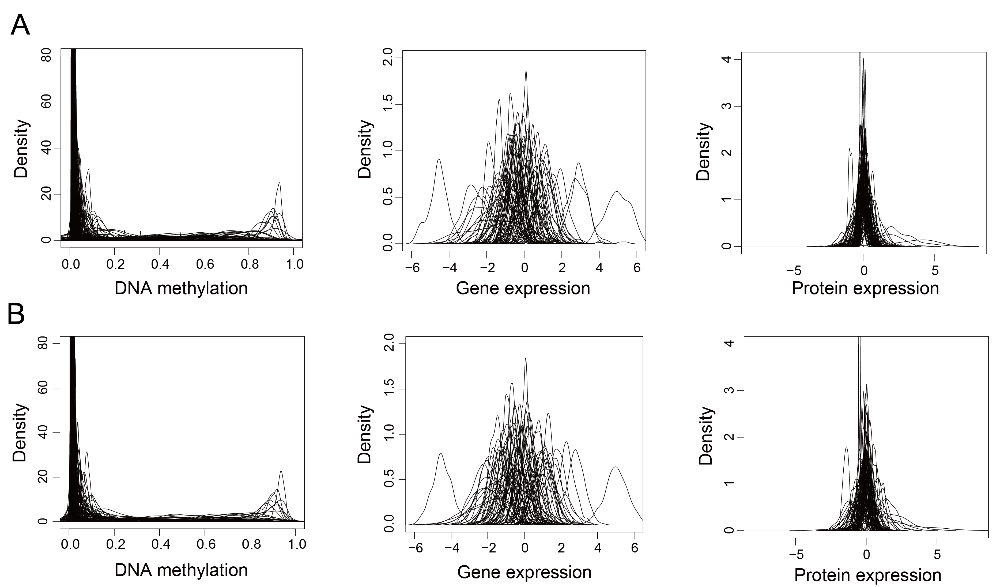 A
Density
80
60
40
20
0
0.0 0.2 0.4 0.6 0.8 1.0
DNA methylation
Density
2.0
1.5
1.0
0.5
0.0
−6 −4 −2 0 2 4 6
Gene expression
Density
4
3
2
1
0
−5 0 5
Protein expression
B
Density
80
60
40
20
0
0.0 0.2 0.4 0.6 0.8 1.0
DNA methylation
Density
2.0
1.5
1.0
0.5
0.0
−6 −4 −2 0 2 4 6
Gene expression
Density
4
3
2
1
0
−5 0 5
Protein expression